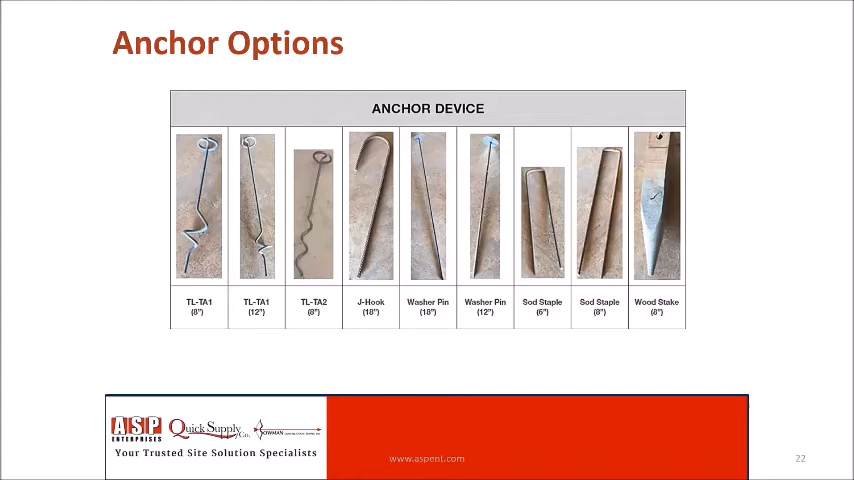 Anchor Options
ANCHOR DEVICE
TL-TA1 (8")
TL-TA1 (12")
TL-TA2 (8")
J-Hook (18")
Washer Pin (18")
Washer Pin (12")
Sod Staple (6")
Sod Staple (8")
Wood Stake (8")
ASP
ENTERPRISES
Quick Supply Co.
BOWMAN
Your Trusted Site Solution Specialists
www.aspent.com
22